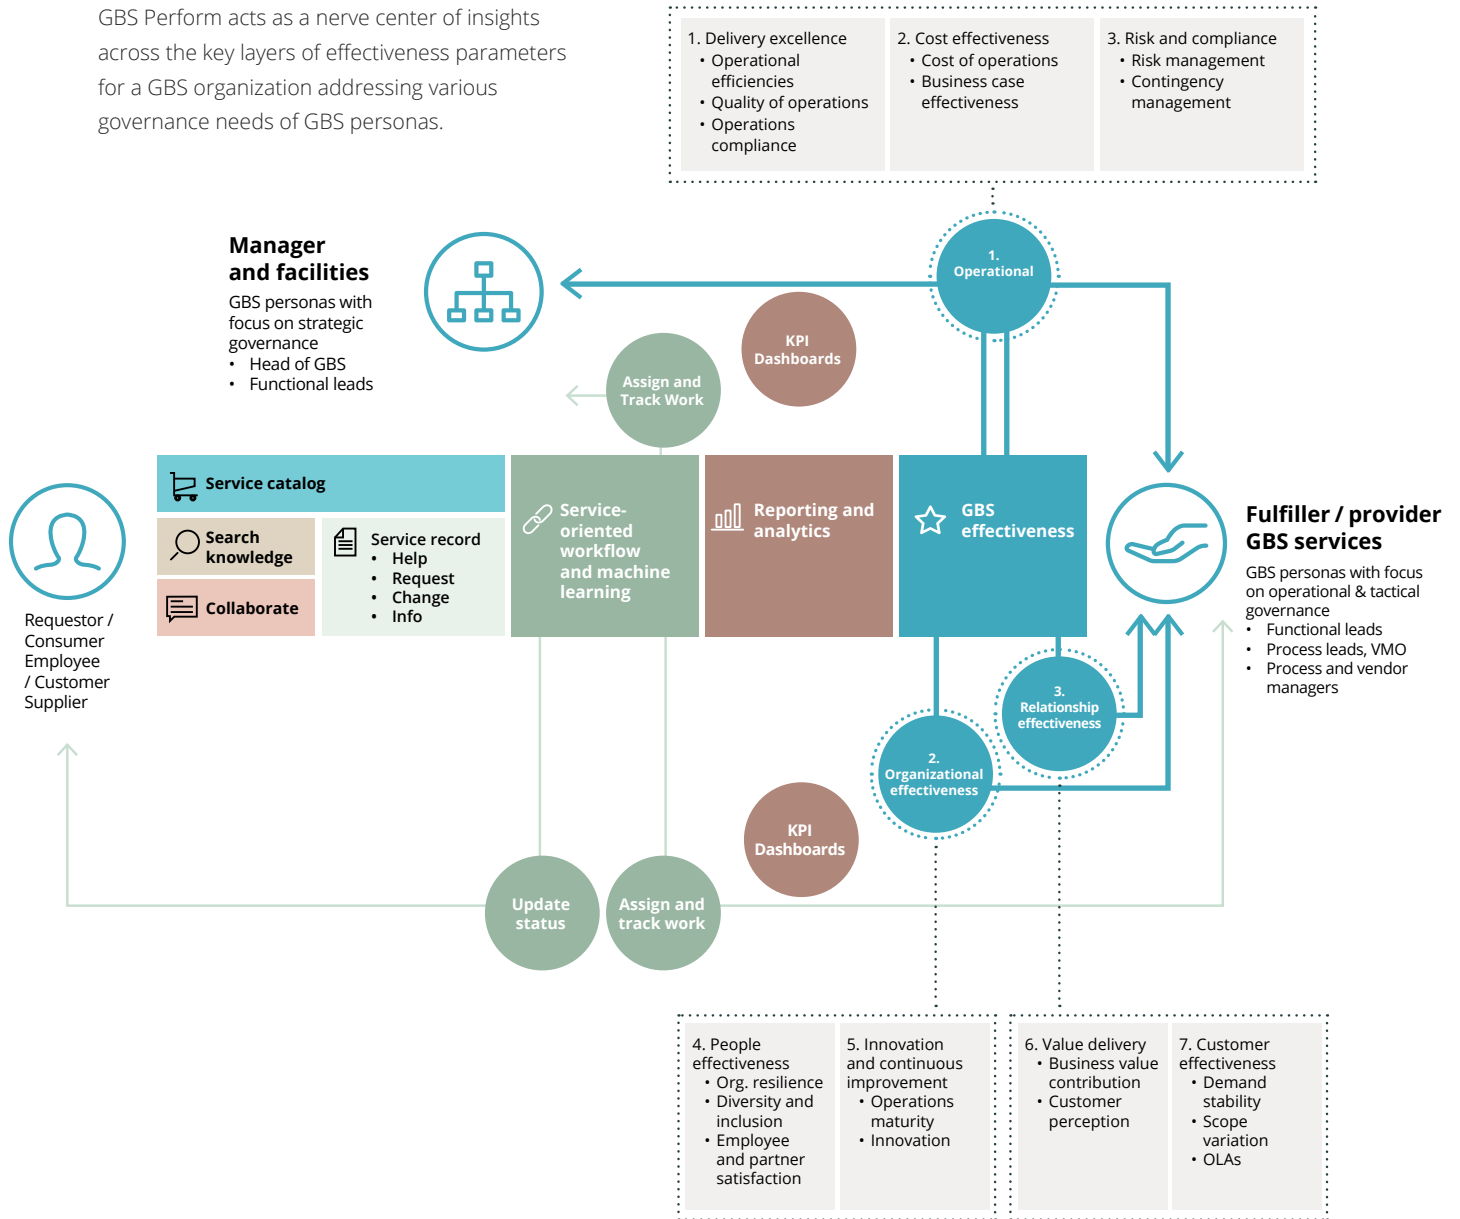 GBS Perform acts as a nerve center of insights
across the key layers of effectiveness parameters
for a GBS organization addressing various
governance needs of GBS personas.
1. Delivery excellence
• Operational
efficiencies
• Quality of operations
• Operations
compliance
2. Cost effectiveness
• Cost of operations
• Business case
effectiveness
3. Risk and compliance
• Risk management
• Contingency
management
Manager
and facilities
GBS personas with
focus on strategic
governance
• Head of GBS
• Functional leads
1.
Operational
KPI
Dashboards
Assign and
Track Work
Service catalog
Search
knowledge
Collaborate
Service record
• Help
• Request
• Change
• Info
Service-
oriented
workflow
and machine
learning
Reporting and
analytics
GBS
effectiveness
Requestor /
Consumer
Employee
/ Customer
Supplier
Fulfiller / provider
GBS services
GBS personas with focus
on operational & tactical
governance
• Functional leads
• Process leads, VMO
• Process and vendor
managers
3.
Relationship
effectiveness
2.
Organizational
effectiveness
KPI
Dashboards
Update
status
Assign and
track work
4. People
effectiveness
• Org. resilience
• Diversity and
inclusion
• Employee
and partner
satisfaction
5. Innovation
and continuous
improvement
• Operations
maturity
• Innovation
6. Value delivery
• Business value
contribution
• Customer
perception
7. Customer
effectiveness
• Demand
stability
• Scope
variation
• OLAs